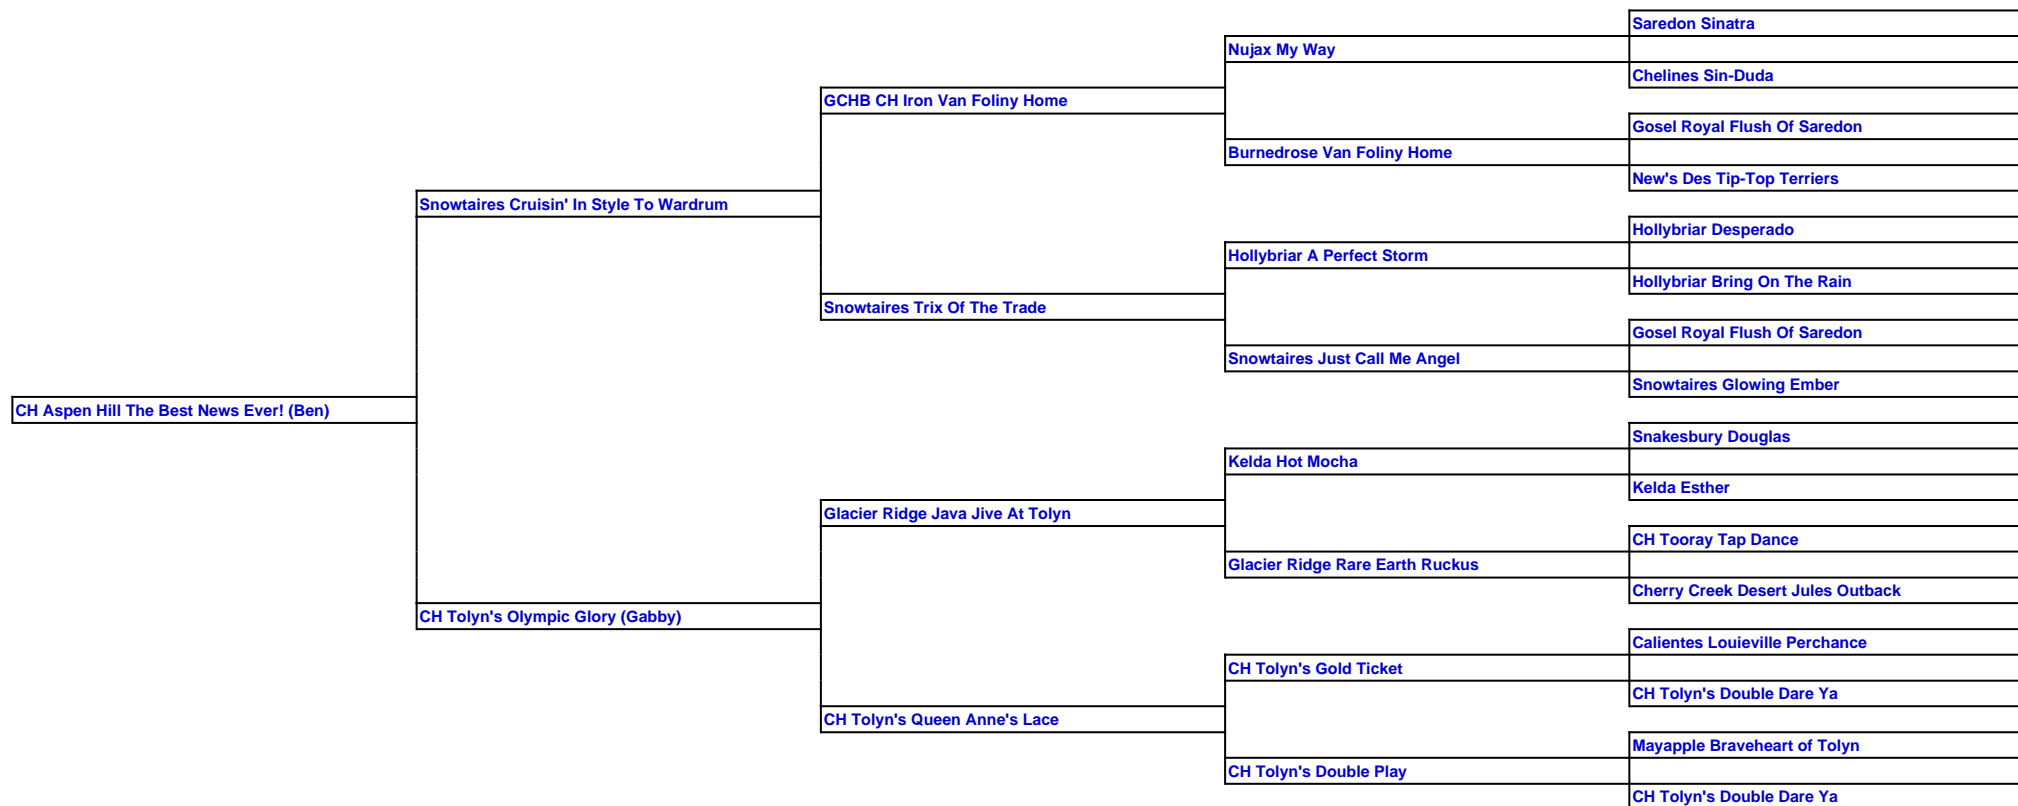 Saredon Sinatra
Nujax My Way
Chelines Sin-Duda
GCHB CH Iron Van Foliny Home
Gosel Royal Flush Of Saredon
Burnedrose Van Foliny Home
New's Des Tip-Top Terriers
Snowtaires Cruisin' In Style To Wardrum
Hollybriar Desperado
Hollybriar A Perfect Storm
Hollybriar Bring On The Rain
Snowtaires Trix Of The Trade
Gosel Royal Flush Of Saredon
Snowtaires Just Call Me Angel
Snowtaires Glowing Ember
CH Aspen Hill The Best News Ever! (Ben)
Snakesbury Douglas
Kelda Hot Mocha
Kelda Esther
Glacier Ridge Java Jive At Tolyn
CH Tooray Tap Dance
Glacier Ridge Rare Earth Ruckus
Cherry Creek Desert Jules Outback
CH Tolyn's Olympic Glory (Gabby)
Calientes Louieville Perchance
CH Tolyn's Gold Ticket
CH Tolyn's Double Dare Ya
CH Tolyn's Queen Anne's Lace
Mayapple Braveheart of Tolyn
CH Tolyn's Double Play
CH Tolyn's Double Dare Ya